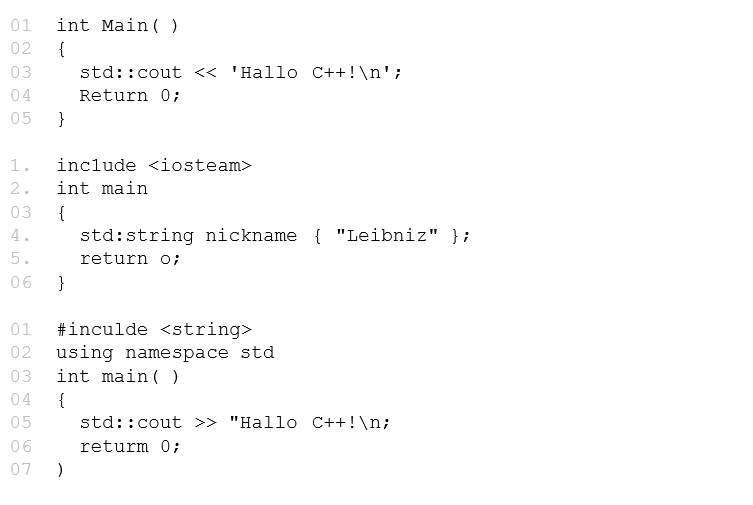 01  int Main( )
02  {
03    std::cout << 'Hallo C++!\n';
04    Return 0;
05  }
1.  inc1ude <iosteam>
2.  int main
03  {
4.    std:string nickname { "Leibniz" };
5.    return o;
06  }
01  #inculde <string>
02  using namespace std
03  int main( )
04  {
05    std::cout >> "Hallo C++!\n;
06    returm 0;
07  )